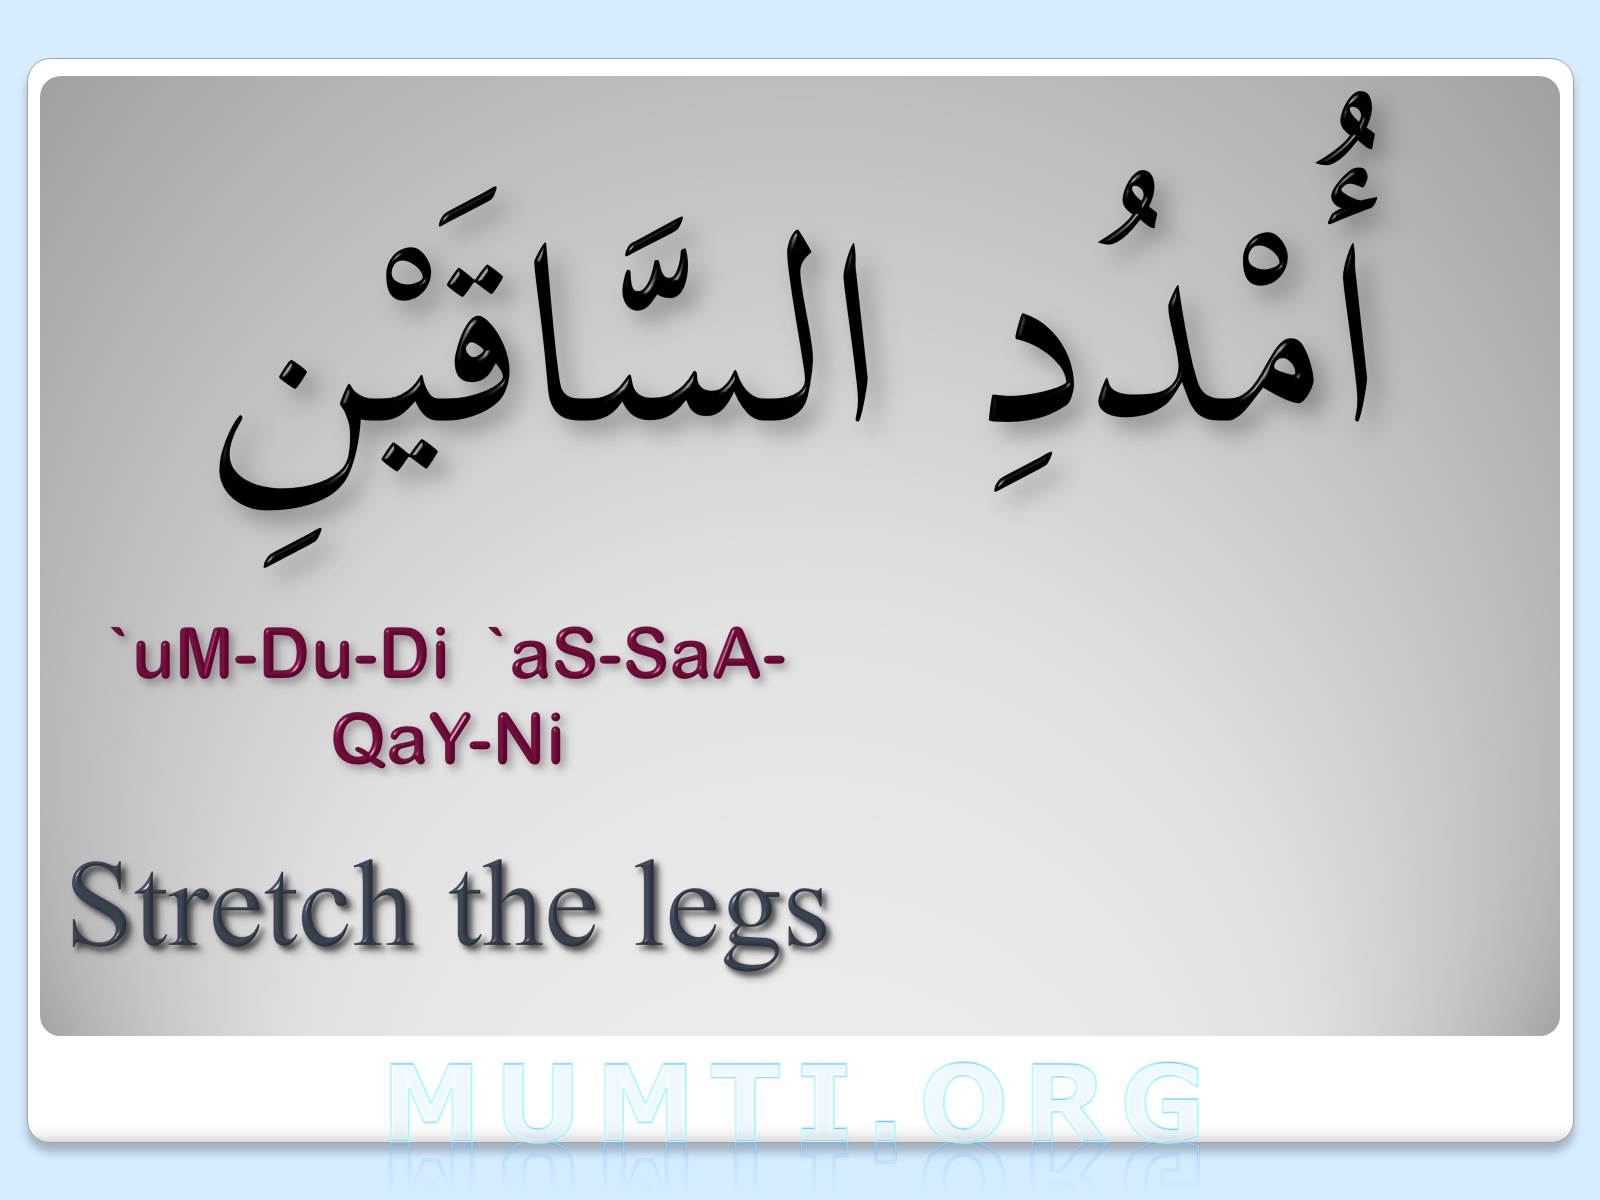 أُمْدُدِ السَّاقَيْنِ
`uM-Du-Di `aS-SaA-
QaY-Ni
Stretch the legs
MUMTI.ORG